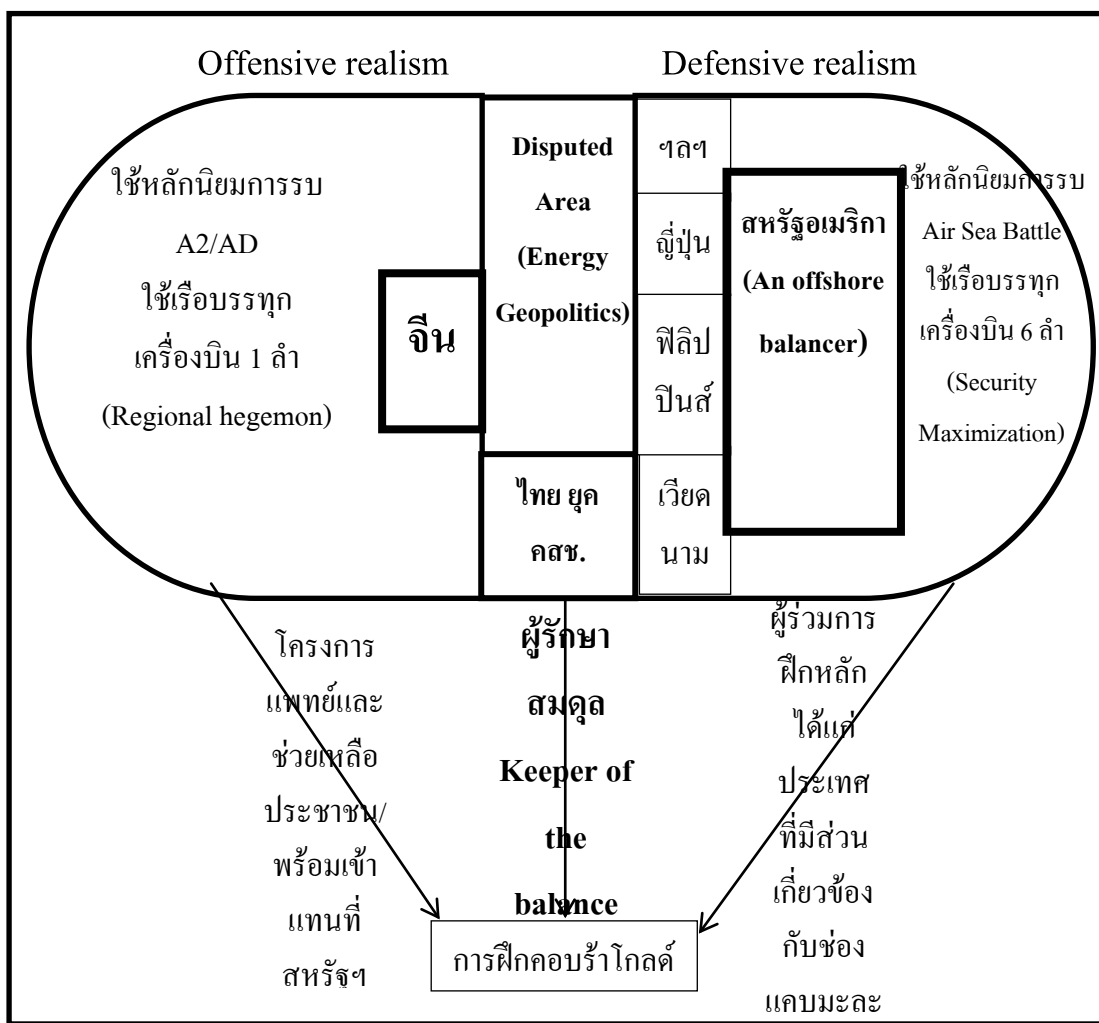 Offensive realism
Defensive realism
ใช้หลักนิยมการรบ
A2/AD
ใช้เรือบรรทุก
เครื่องบิน 1 ลำ
(Regional hegemon)
จีน
Disputed
Area
(Energy
Geopolitics)
ไทย ยุค
คสช.
ฯลฯ
ญี่ปุ่น
ฟิลิป
ปินส์
เวียด
นาม
สหรัฐอเมริกา
(An offshore
balancer)
ใช้หลักนิยมการรบ
Air Sea Battle
ใช้เรือบรรทุก
เครื่องบิน 6 ลำ
(Security
Maximization)
โครงการ
แพทย์และ
ช่วยเหลือ
ประชาชน/
พร้อมเข้า
แทนที่
สหรัฐฯ
ผู้รักษา
สมดุล
Keeper of
the
balance
ผู้ร่วมการ
ฝึกหลัก
ได้แก่
ประเทศ
ที่มีส่วน
เกี่ยวข้อง
กับช่อง
แคบมะละ
การฝึกคอบร้าโกลด์